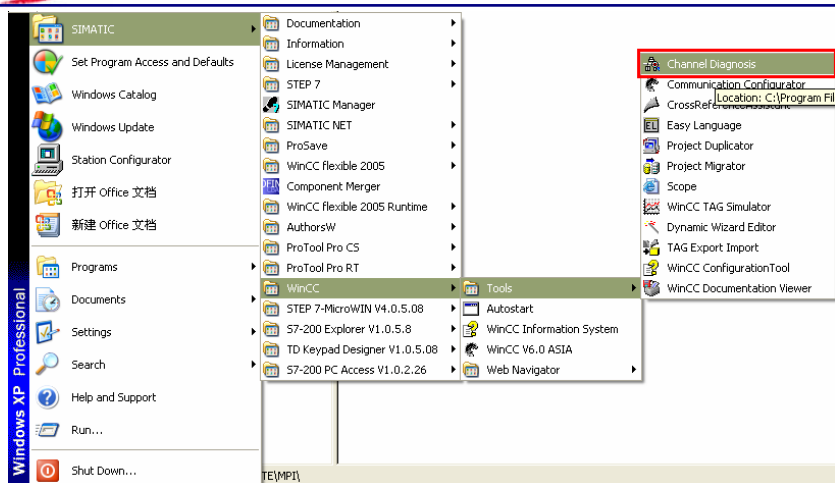 SIMATIC
Set Program Access and Defaults
Windows Catalog
Windows Update
Station Configurator
打开 Office 文档
新建 Office 文档
Programs
Documents
Settings
Search
Help and Support
Run...
Shut Down...
Windows XP Professional
Documentation
Information
License Management
STEP 7
SIMATIC Manager
SIMATIC NET
ProSave
WinCC flexible 2005
Component Merger
WinCC flexible 2005 Runtime
AuthorsW
ProTool Pro CS
ProTool Pro RT
WinCC
STEP 7-MicroWIN V4.0.5.08
S7-200 Explorer V1.0.5.8
TD Keypad Designer V1.0.5.08
S7-200 PC Access V1.0.2.26
Tools
Autostart
WinCC Information System
WinCC V6.0 ASIA
Web Navigator
Channel Diagnosis
Communication Configurator
Location: C:\Program Fil
CrossReferenceAssistant
Easy Language
Project Duplicator
Project Migrator
Scope
WinCC TAG Simulator
Dynamic Wizard Editor
TAG Export Import
WinCC ConfigurationTool
WinCC Documentation Viewer
TE\MPI\